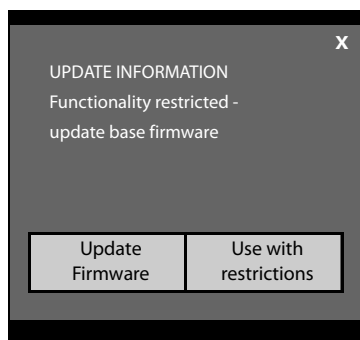 X
UPDATE INFORMATION
Functionality restricted -
update base firmware
Update
Firmware
Use with
restrictions